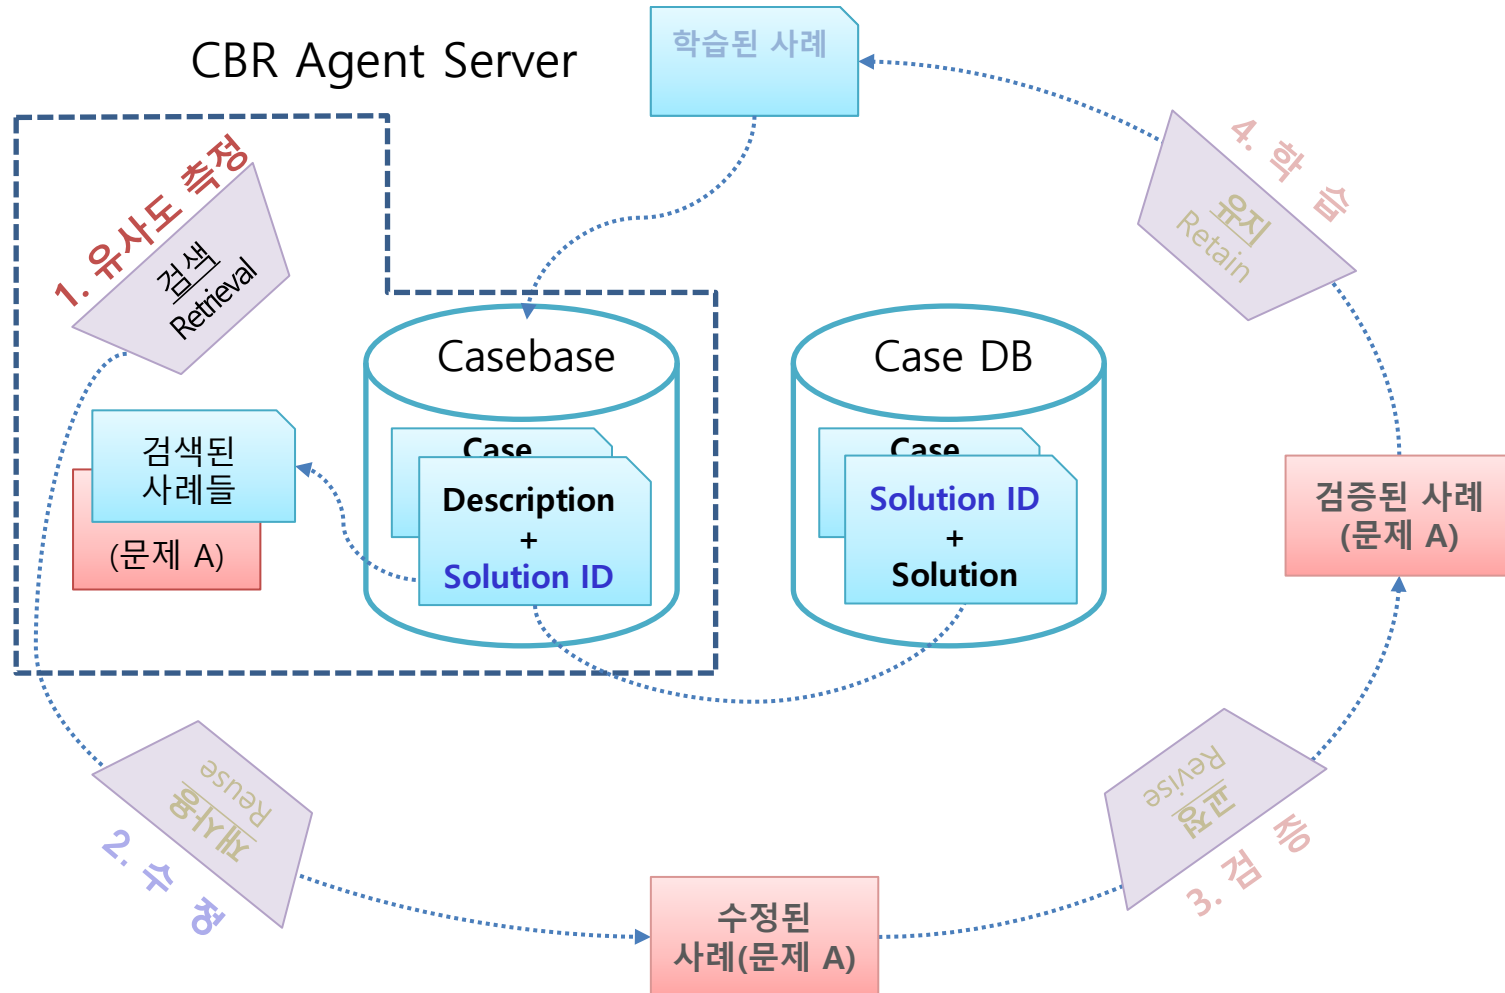 CBR Agent Server
학습된 사례
1. 유사도 측정
검색
Retrieval
4. 학 습
유지
Retain
Casebase
Case
Description
+
Solution ID
Case DB
Case
Solution ID
+
Solution
검색된
사례들
(문제 A)
검증된 사례
(문제 A)
Reuse
재사용
2. 수 정
수정된
사례(문제 A)
Revise
교정
3. 검 증